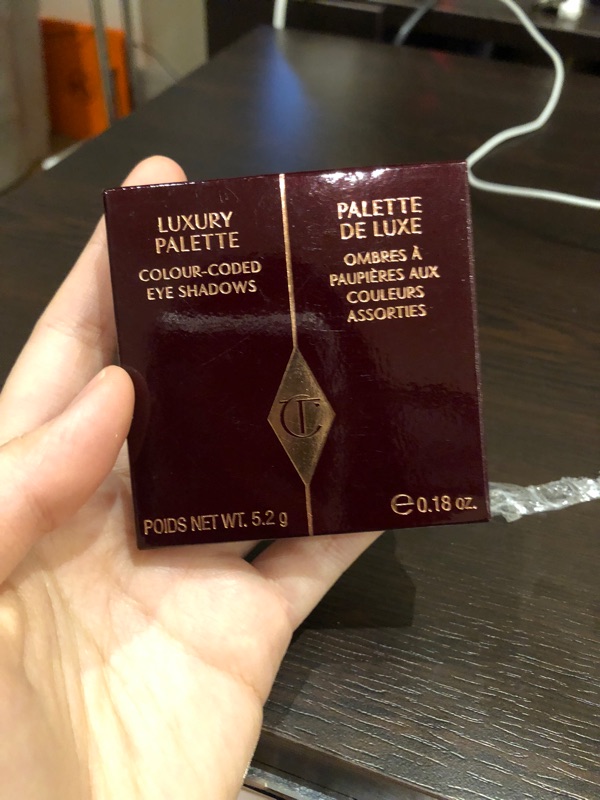 LUXURY
PALETTE
COLOUR-CODED
EYE SHADOWS
PALETTE
DE LUXE
OMBRES À
PAUPIÈRES AUX
COULEURS
ASSORTIES
CT
POIDS NET WT. 5.2 g
℮ 0.18 oz.